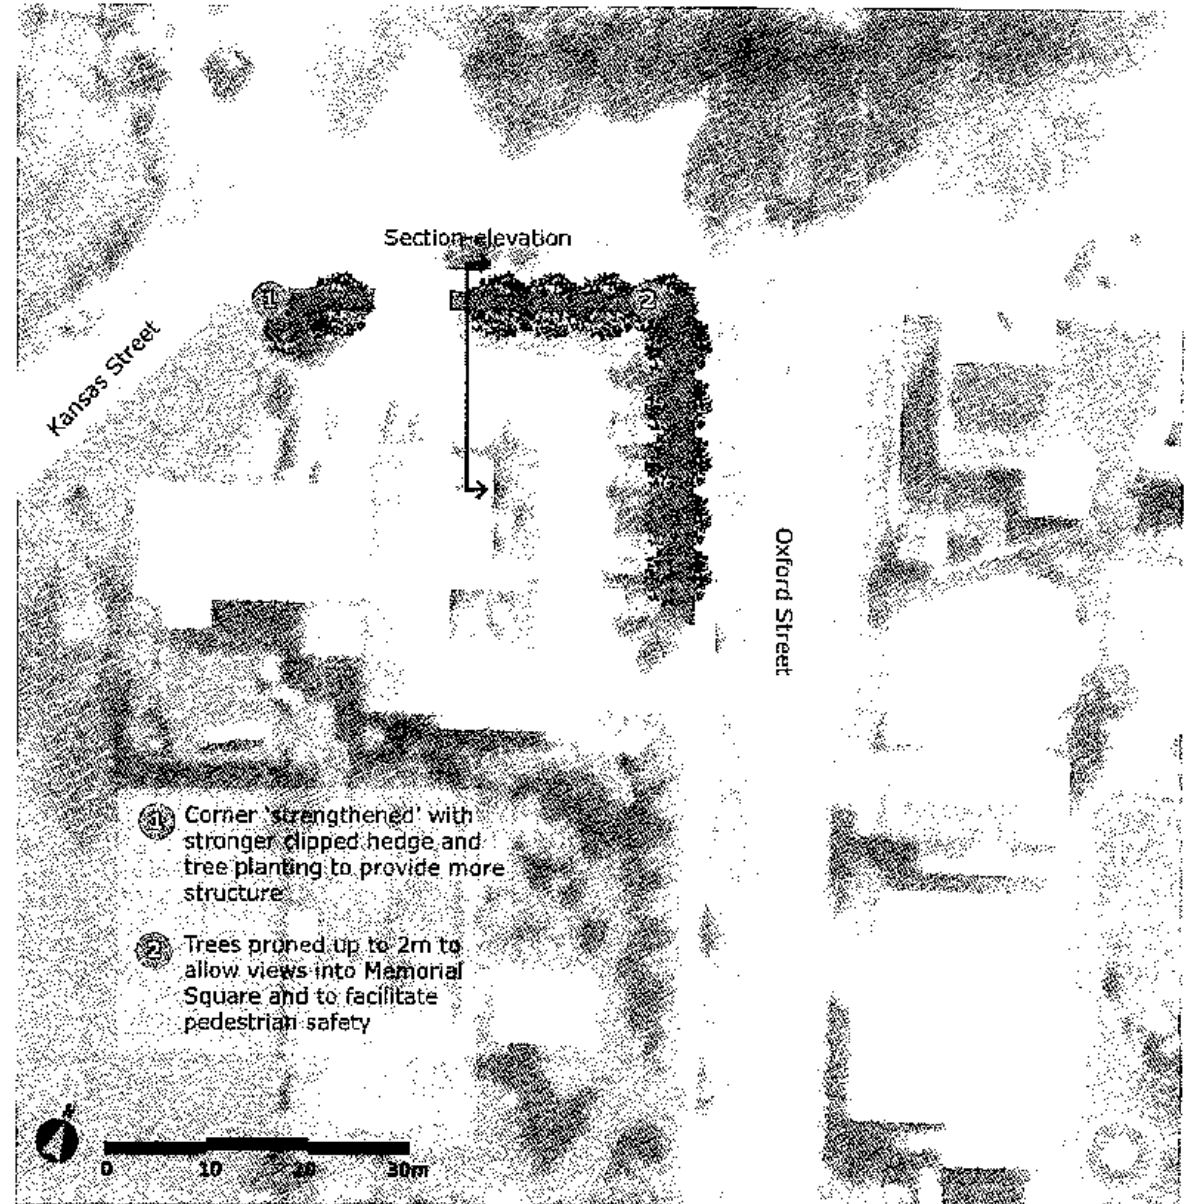 Section-elevation
1
2
Kansas Street
Oxford Street
1 Corner 'strengthened' with
stronger clipped hedge and
tree planting to provide more
structure
2 Trees pruned up to 2m to
allow views into Memorial
Square and to facilitate
pedestrian safety
N
0 10 20 30m